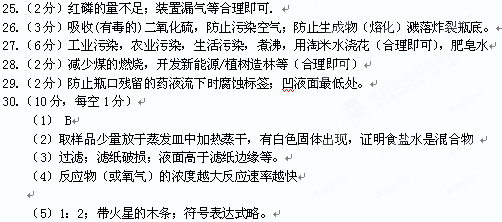 25.（2分）红磷的量不足；装置漏气等合理即可.
26.（3分)吸收(有毒的)二氧化硫，防止污染空气；防止生成物（熔化）溅落炸裂瓶底。
27.（6分）工业污染，农业污染，生活污染，煮沸，用淘米水浇花（合理即可），肥皂水
28.（2分）减少煤的燃烧，开发新能源/植树造林等（合理即可）
29.（2分）防止瓶口残留的药液流下时腐蚀标签；凹液面最低处。
30.（10分，每空1分）
（1） B
（2）取样品少量放于蒸发皿中加热蒸干，有白色固体出现，证明食盐水是混合物
（3）过滤；滤纸破损；液面高于滤纸边缘等。
（4）反应物（或氧气）的浓度越大反应速率越快
（5）1：2；带火星的木条；符号表达式略。